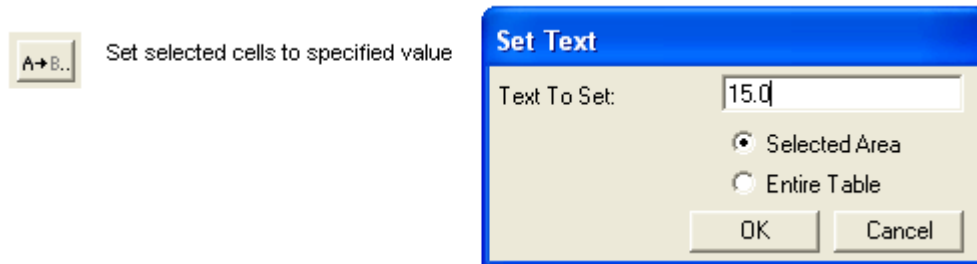 A→B..
Set selected cells to specified value
Set Text
Text To Set:
15.0
Selected Area
Entire Table
OK
Cancel